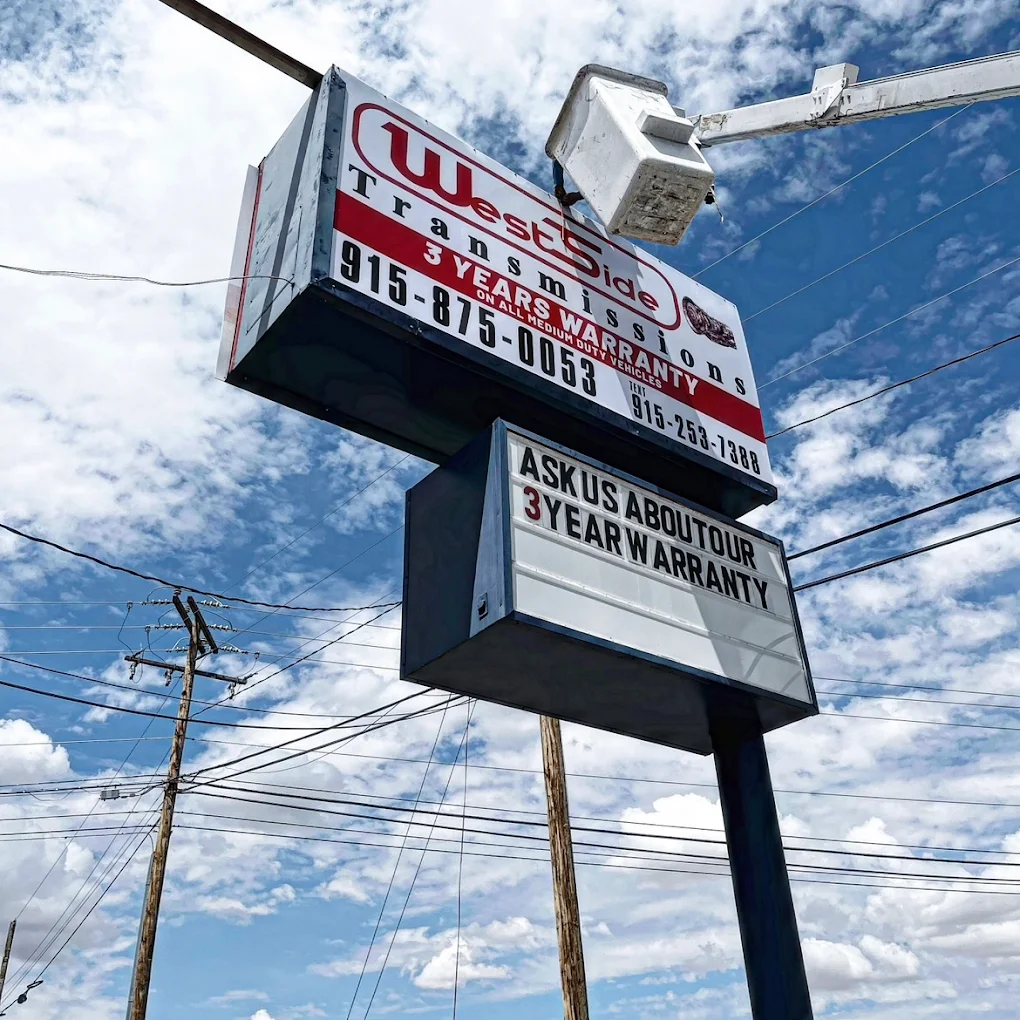 WestSide
Transmissions
3 YEARS WARRANTY
ON ALL MEDIUM DUTY VEHICLES
915-875-0053
TEXT
915-253-7388
ASK US ABOUT OUR
3 YEAR WARRANTY